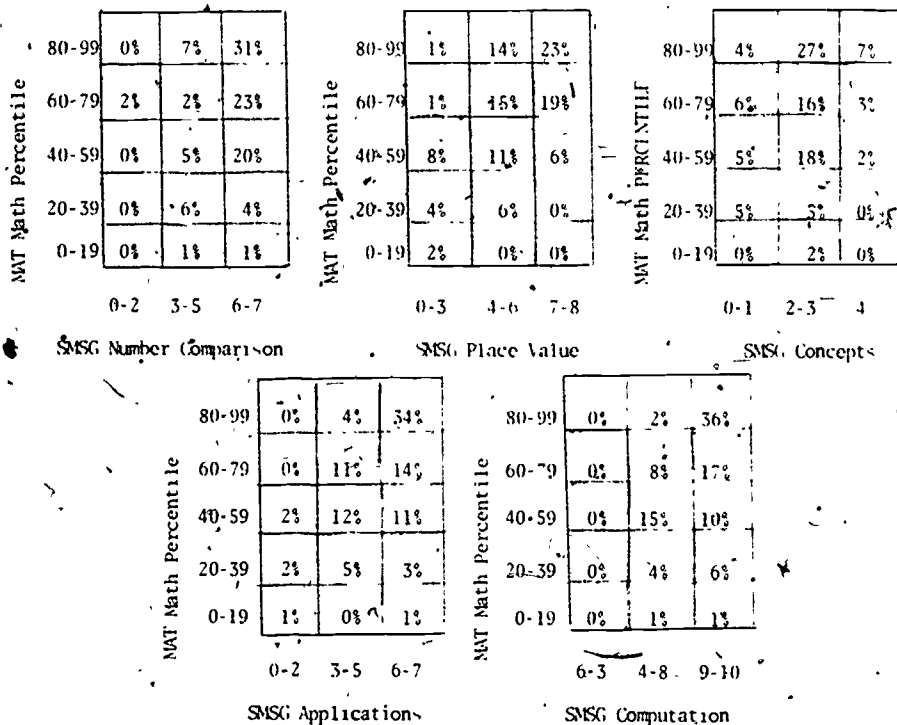 80-99 0% 7% 31%
60-79 2% 2% 23%
40-59 0% 5% 20%
20-39 0% 6% 4%
0-19 0% 1% 1%
0-2 3-5 6-7
MAT Math Percentile
SMSG Number Comparison
80-99 1% 14% 23%
60-79 1% 15% 19%
40-59 8% 11% 6%
20-39 4% 6% 0%
0-19 2% 0% 0%
0-3 4-6 7-8
MAT Math Percentile
SMSG Place Value
80-99 4% 27% 7%
60-79 6% 16% 3%
40-59 5% 18% 2%
20-39 5% 5% 0%
0-19 0% 2% 0%
0-1 2-3 4
MAT Math PERCENTILE
SMSG Concepts
80-99 0% 4% 34%
60-79 0% 11% 14%
40-59 2% 12% 11%
20-39 2% 5% 3%
0-19 1% 0% 1%
0-2 3-5 6-7
MAT Math Percentile
SMSG Applications
80-99 0% 2% 36%
60-79 0% 8% 17%
40-59 0% 15% 10%
20-39 0% 4% 6%
0-19 0% 1% 1%
6-3 4-8 9-10
MAT Math Percentile
SMSG Computation